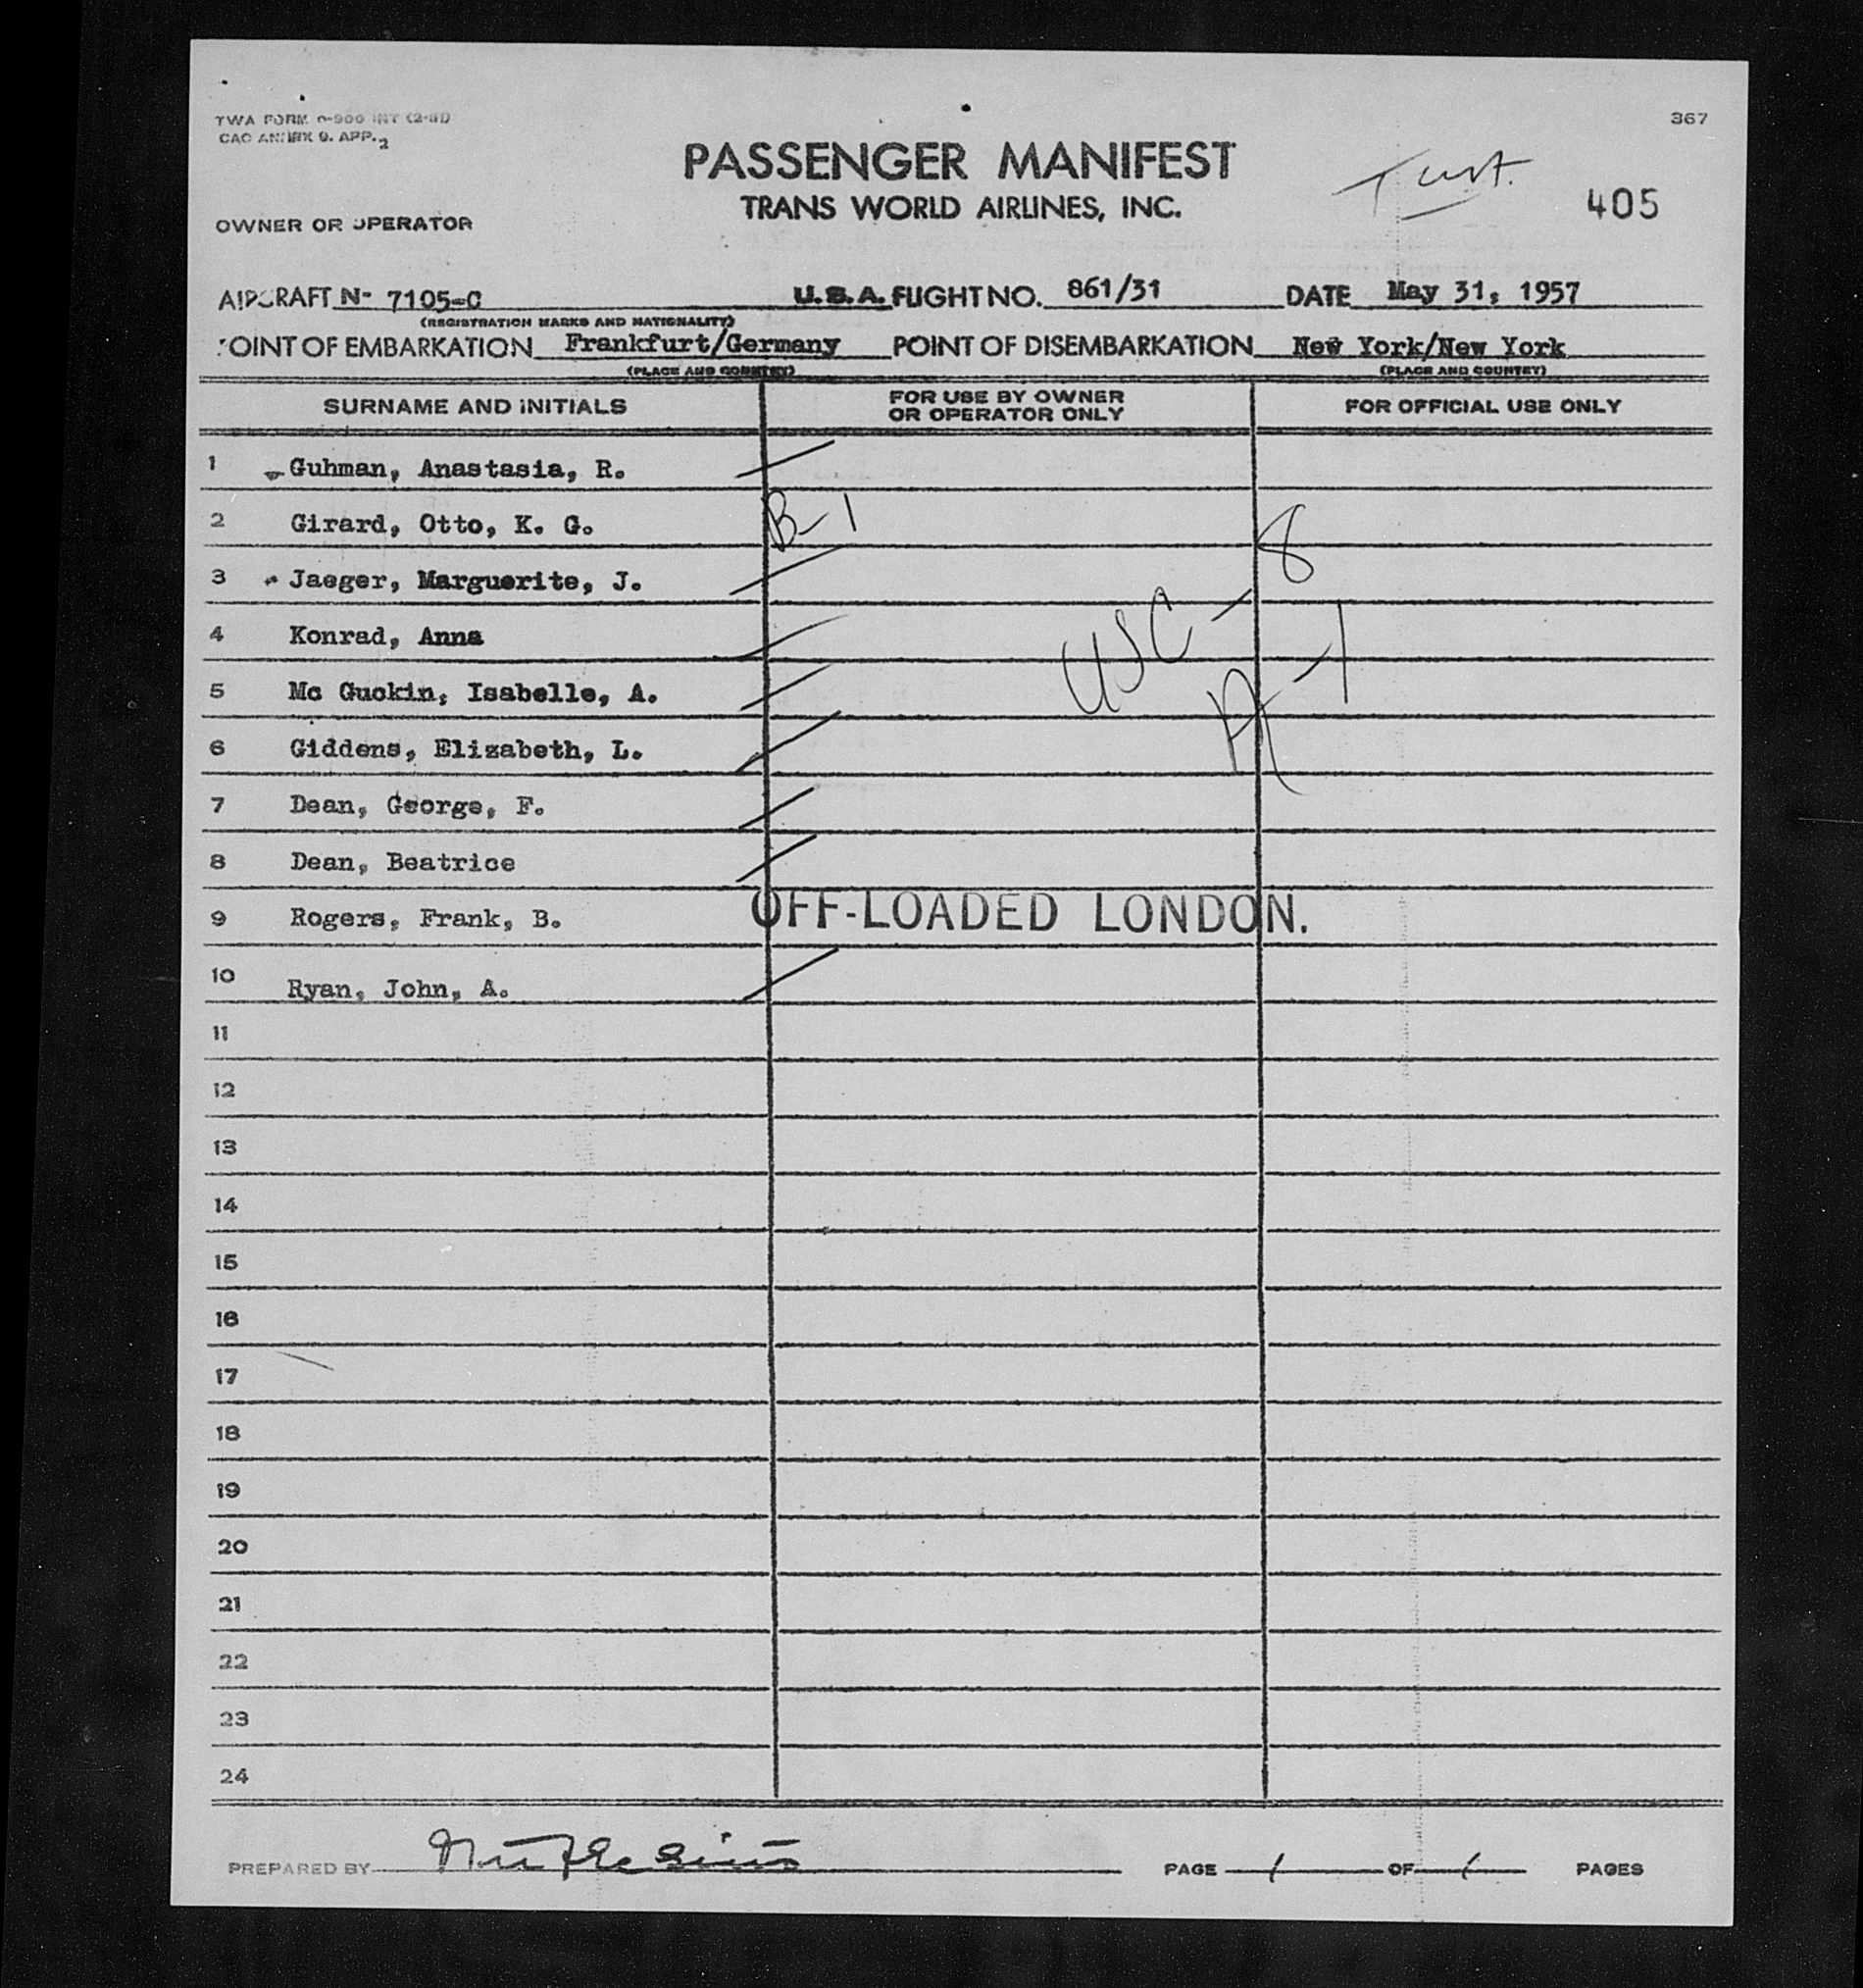 367
CAO ANNEX 9. APP. 2
PASSENGER MANIFEST
TRANS WORLD AIRLINES, INC.
405
OWNER OR OPERATOR
AIRCRAFT N- 7105-C U.S.A. FLIGHT NO. 861/31 DATE May 31, 1957
(REGISTRATION MARKS AND NATIONALITY)
POINT OF EMBARKATION Frankfurt/Germany POINT OF DISEMBARKATION New York/New York
(PLACE AND COUNTRY) (PLACE AND COUNTRY)
SURNAME AND INITIALS FOR USE BY OWNER OR OPERATOR ONLY FOR OFFICIAL USE ONLY
1 Guhman, Anastasia, R.
2 Girard, Otto, K. G. B-1
3 Jaeger, Marguerite, J.
USC - 8
4 Konrad, Anna
5 Mc Guckin, Isabelle, A.
6 Giddens, Elizabeth, L.
7 Dean, George, F.
8 Dean, Beatrice
9 Rogers, Frank, B. OFF-LOADED LONDON.
10 Ryan, John, A.
11
12
13
14
15
16
17
18
19
20
21
22
23
24
PREPARED BY PAGE 1 OF 1 PAGES